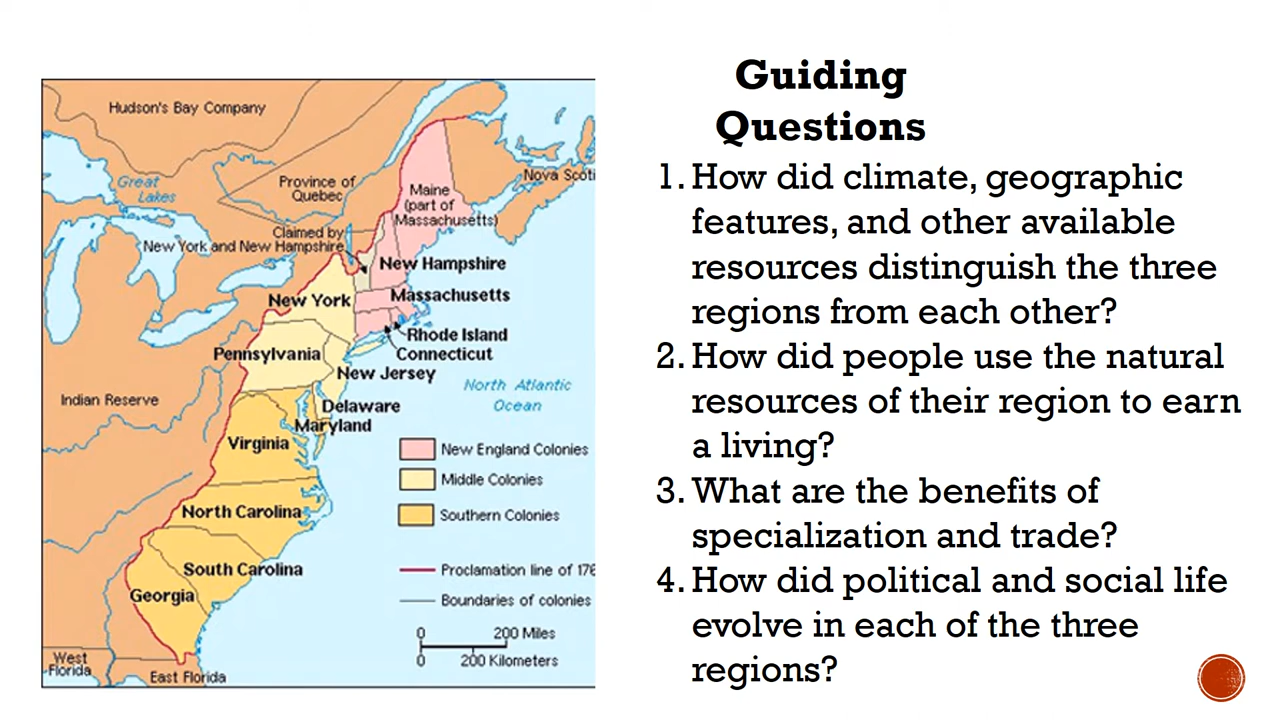 Guiding
Questions
1. How did climate, geographic
features, and other available
resources distinguish the three
regions from each other?
2. How did people use the natural
resources of their region to earn
a living?
3. What are the benefits of
specialization and trade?
4. How did political and social life
evolve in each of the three
regions?
Hudson's Bay Company
Great
Lakes
Province of
Quebec
Nova Scoti
Maine
(part of
Massachusetts)
Claimed by
New York and New Hampshire
New Hampshire
New York
Massachusetts
Rhode Island
Connecticut
Pennsylvania
New Jersey
North Atlantic
Ocean
Indian Reserve
Delaware
Maryland
Virginia
New England Colonies
Middle Colonies
North Carolina
Southern Colonies
South Carolina
Georgia
Proclamation line of 176
Boundaries of colonies
0 200 Miles
0 200 Kilometers
West
Florida
East Florida